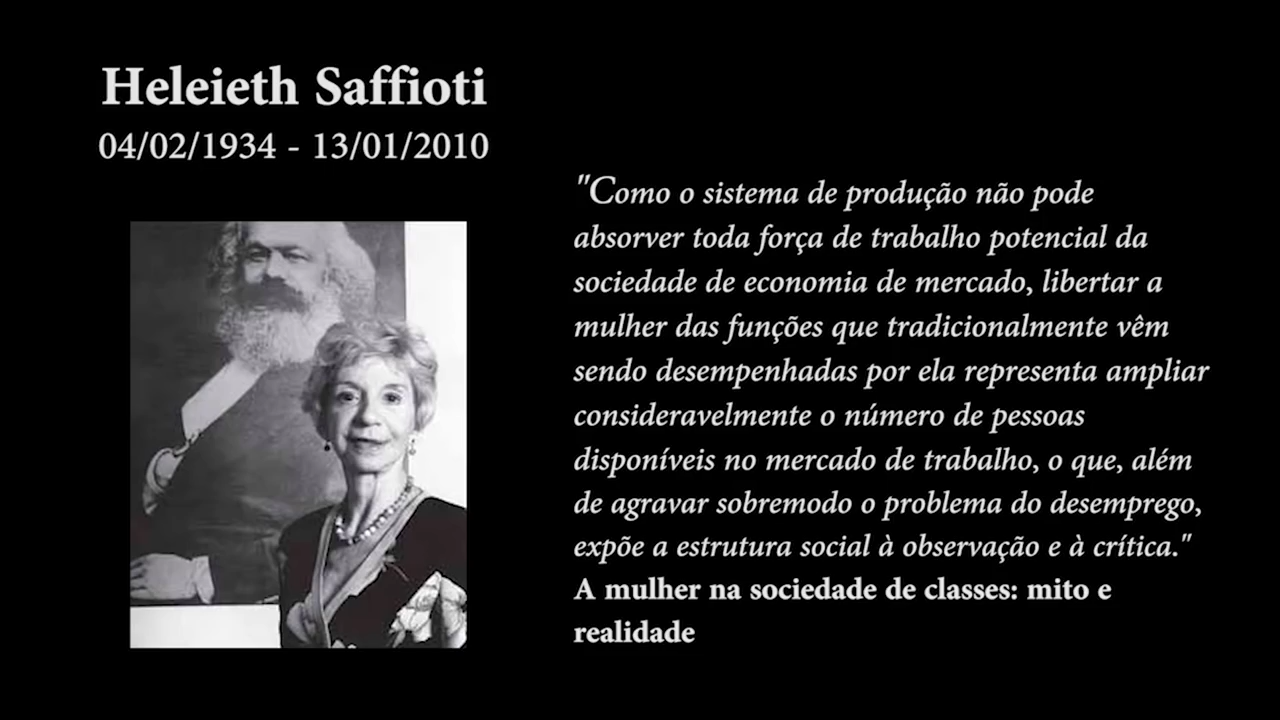 Heleieth Saffioti
04/02/1934 - 13/01/2010
"Como o sistema de produção não pode
absorver toda força de trabalho potencial da
sociedade de economia de mercado, libertar a
mulher das funções que tradicionalmente vêm
sendo desempenhadas por ela representa ampliar
consideravelmente o número de pessoas
disponíveis no mercado de trabalho, o que, além
de agravar sobremodo o problema do desemprego,
expõe a estrutura social à observação e à crítica."
A mulher na sociedade de classes: mito e
realidade